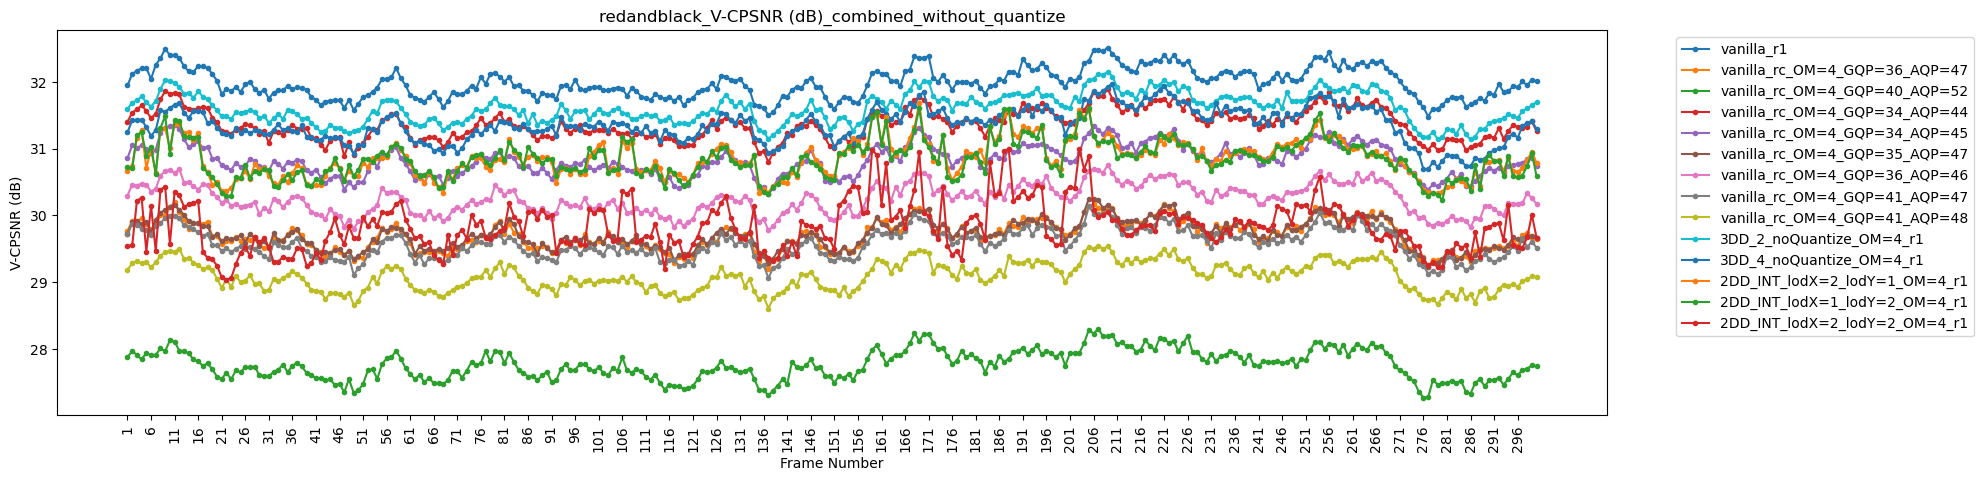 redandblack_V-CPSNR (dB)_combined_without_quantize
V-CPSNR (dB)
32
31
30
29
28
1 6 11 16 21 26 31 36 41 46 51 56 61 66 71 76 81 86 91 96 101 106 111 116 121 126 131 136 141 146 151 156 161 166 171 176 181 186 191 196 201 206 211 216 221 226 231 236 241 246 251 256 261 266 271 276 281 286 291 296
Frame Number
vanilla_r1
vanilla_rc_OM=4_GQP=36_AQP=47
vanilla_rc_OM=4_GQP=40_AQP=52
vanilla_rc_OM=4_GQP=34_AQP=44
vanilla_rc_OM=4_GQP=34_AQP=45
vanilla_rc_OM=4_GQP=35_AQP=47
vanilla_rc_OM=4_GQP=36_AQP=46
vanilla_rc_OM=4_GQP=41_AQP=47
vanilla_rc_OM=4_GQP=41_AQP=48
3DD_2_noQuantize_OM=4_r1
3DD_4_noQuantize_OM=4_r1
2DD_INT_lodX=2_lodY=1_OM=4_r1
2DD_INT_lodX=1_lodY=2_OM=4_r1
2DD_INT_lodX=2_lodY=2_OM=4_r1